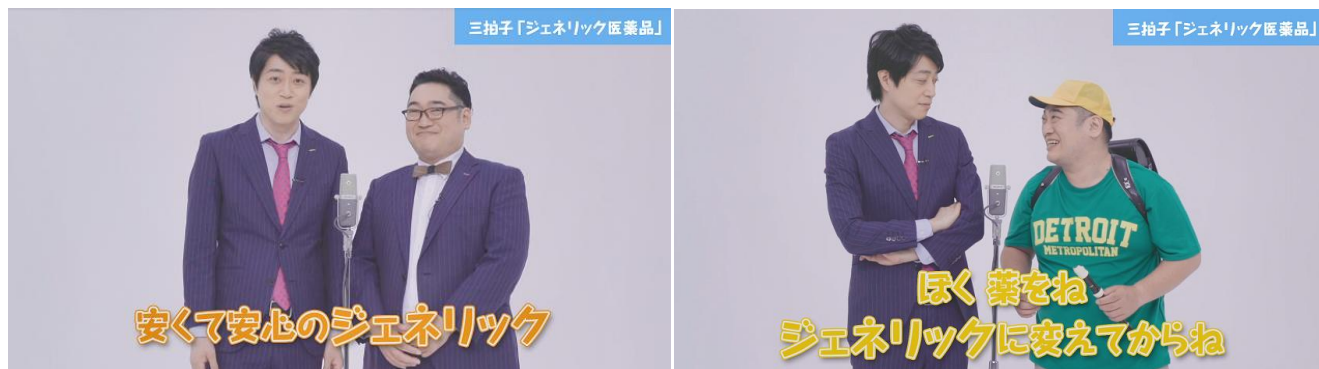 三拍子「ジェネリック医薬品」
安くて安心のジェネリック
三拍子「ジェネリック医薬品」
DETROIT
METROPOLITAN
ぼく 薬をね
ジェネリックに変えてからね